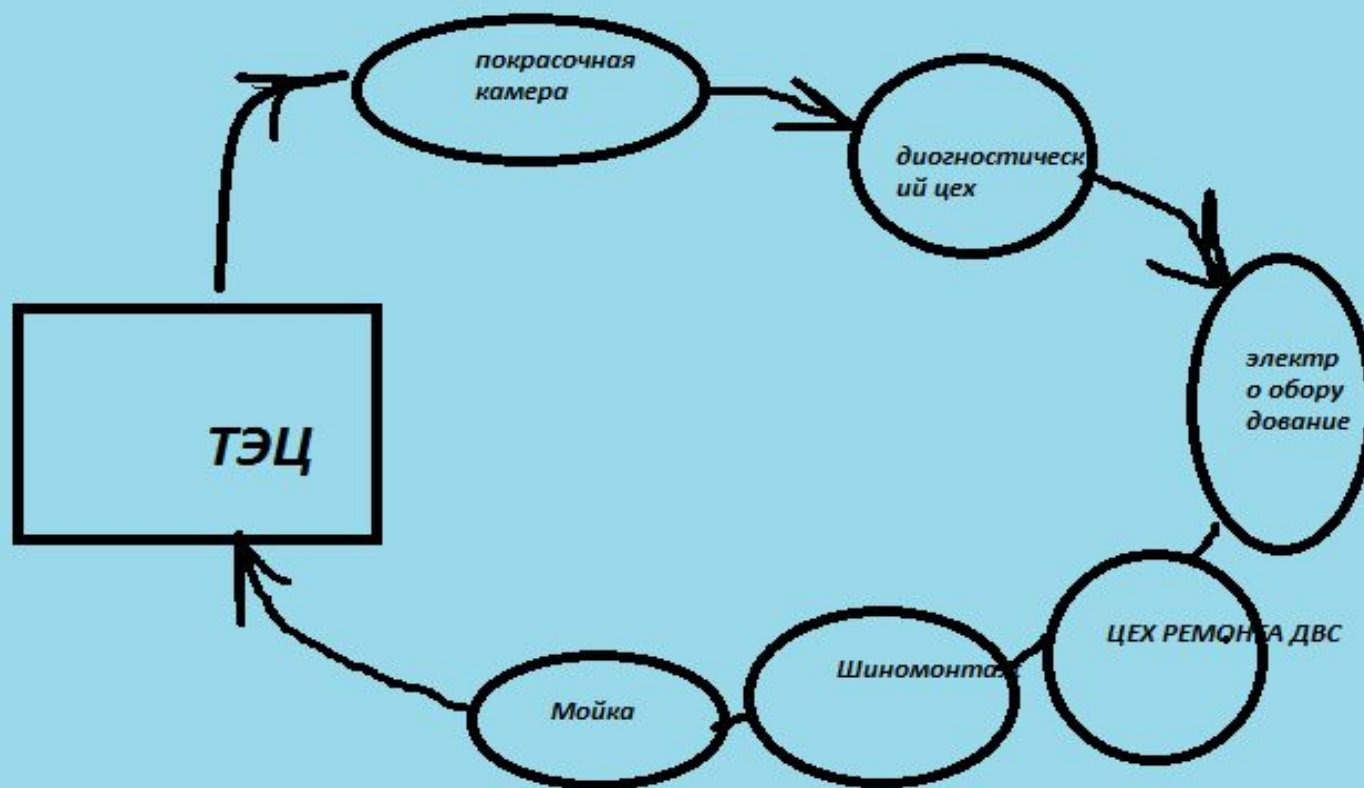 покрасочная
камера
диогностическ
ий цех
электр
о обору
дование
ТЭЦ
ЦЕХ РЕМОНТА ДВС
Шиномонтаж
Мойка